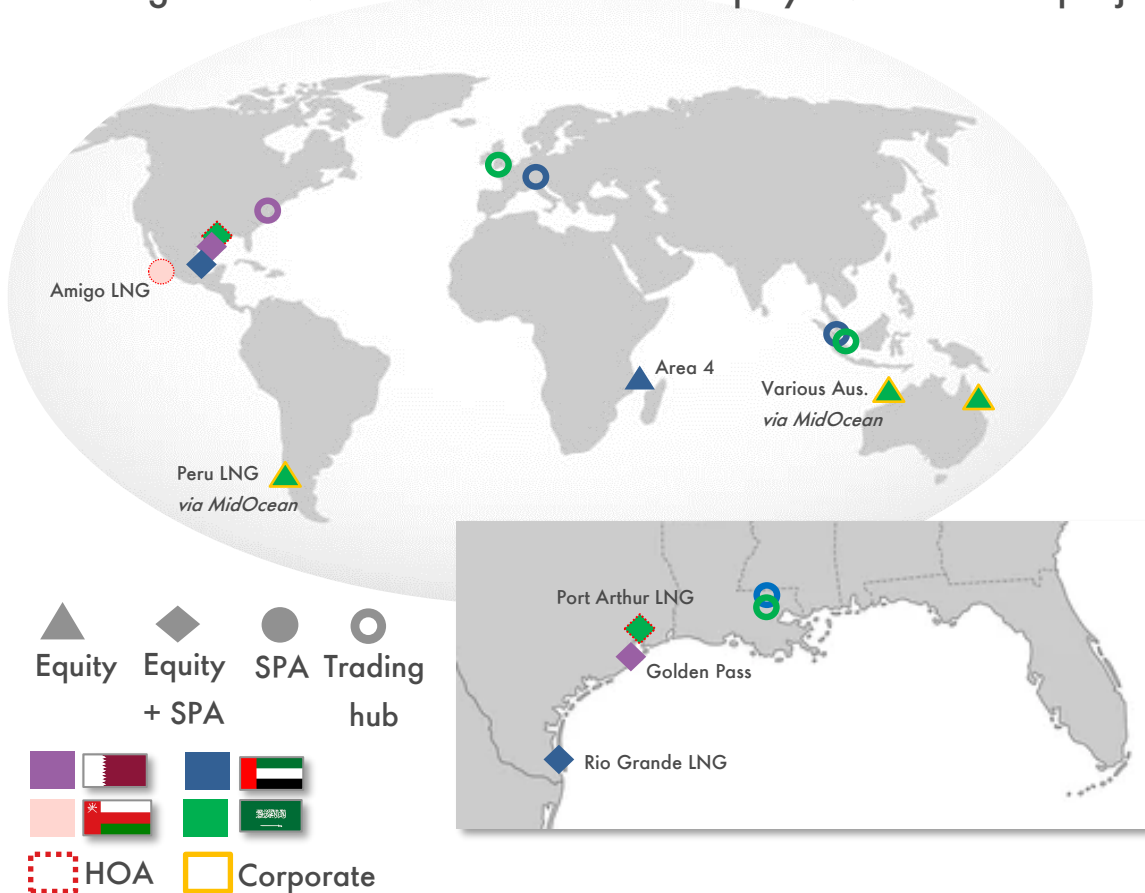 Amigo LNG
Area 4
Various Aus.
via MidOcean
Peru LNG
via MidOcean
Port Arthur LNG
Golden Pass
Rio Grande LNG
Equity
Equity
+ SPA
SPA
Trading
hub
HOA
Corporate